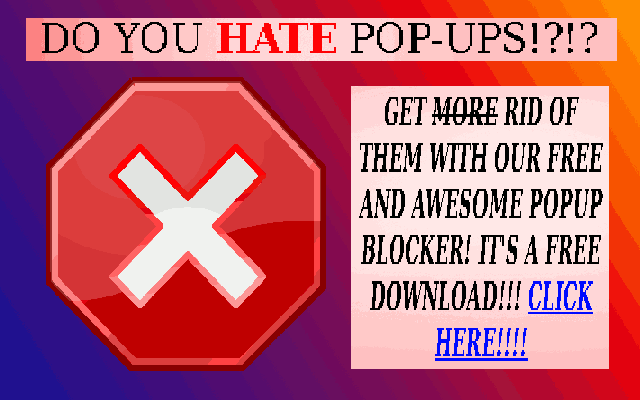 DO YOU HATE POP-UPS!?!?
GET MORE RID OF
THEM WITH OUR FREE
AND AWESOME POPUP
BLOCKER! IT'S A FREE
DOWNLOAD!!! CLICK
HERE!!!!